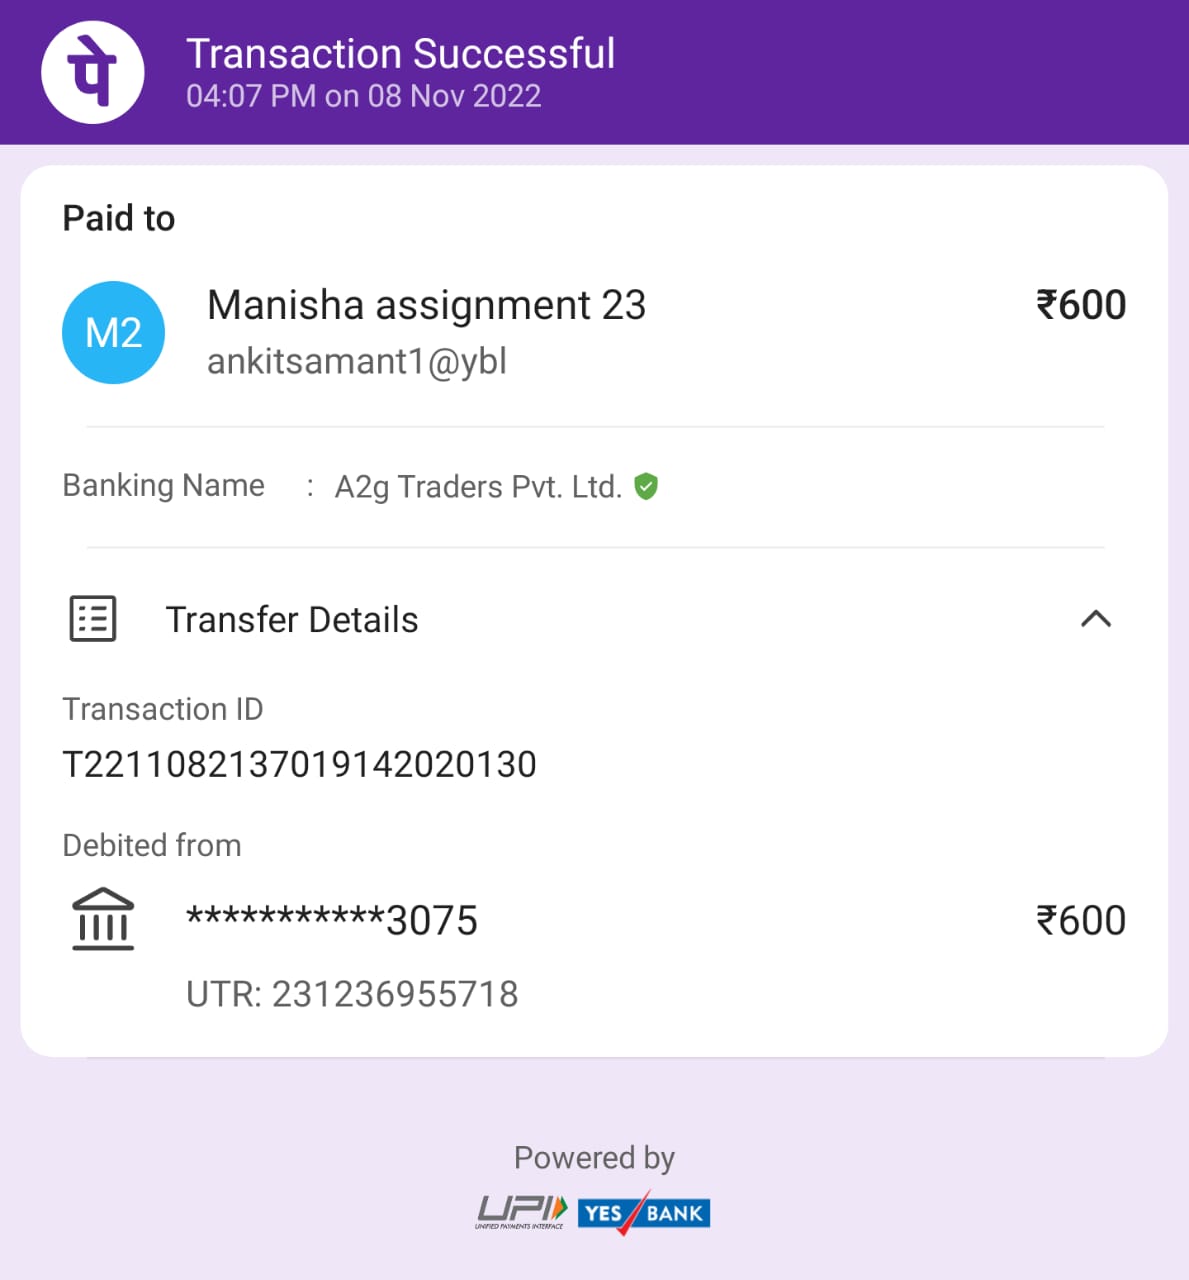 पे
Transaction Successful
04:07 PM on 08 Nov 2022
Paid to
M2
Manisha assignment 23
₹600
ankitsamant1@ybl
Banking Name : A2g Traders Pvt. Ltd.
Transfer Details
Transaction ID
T2211082137019142020130
Debited from
***********3075
₹600
UTR: 231236955718
Powered by
UPI
UNIFIED PAYMENTS INTERFACE
YES BANK